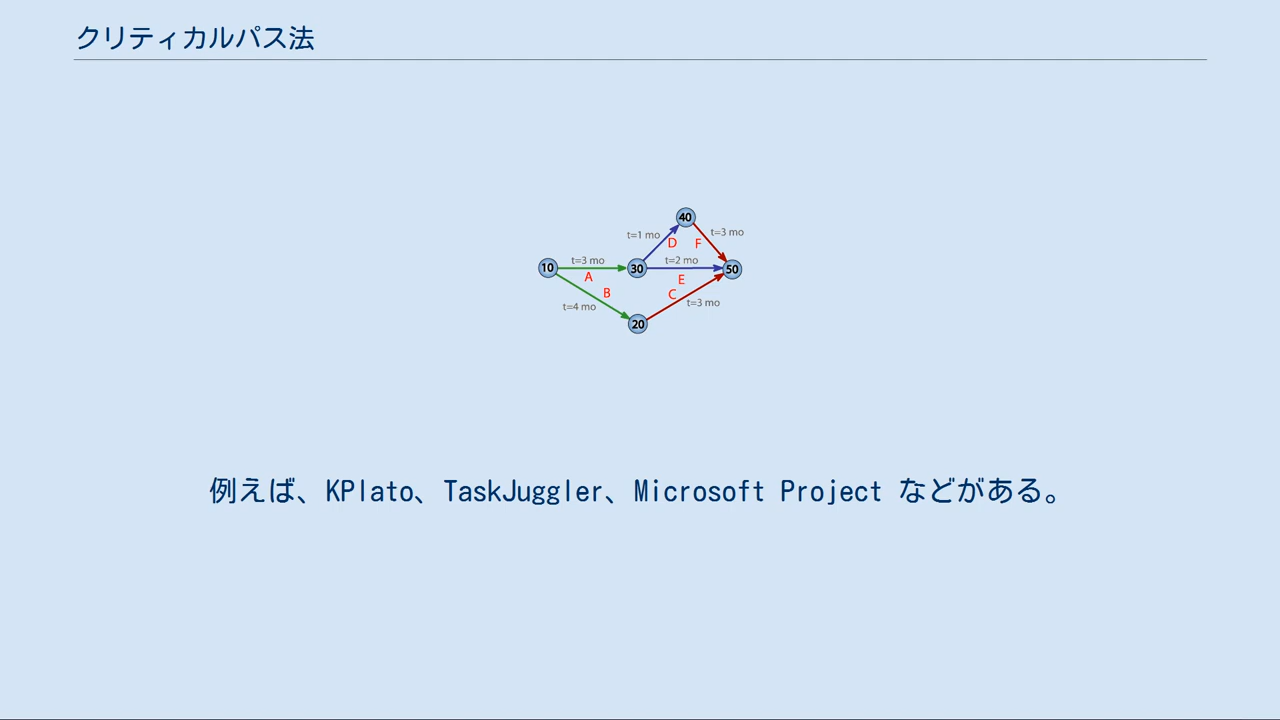 クリティカルパス法
40
t=1 mo
t=3 mo
D
F
t=3 mo
t=2 mo
10
30
50
A
E
B
C
t=4 mo
t=3 mo
20
例えば、KPlato、TaskJuggler、Microsoft Project などがある。